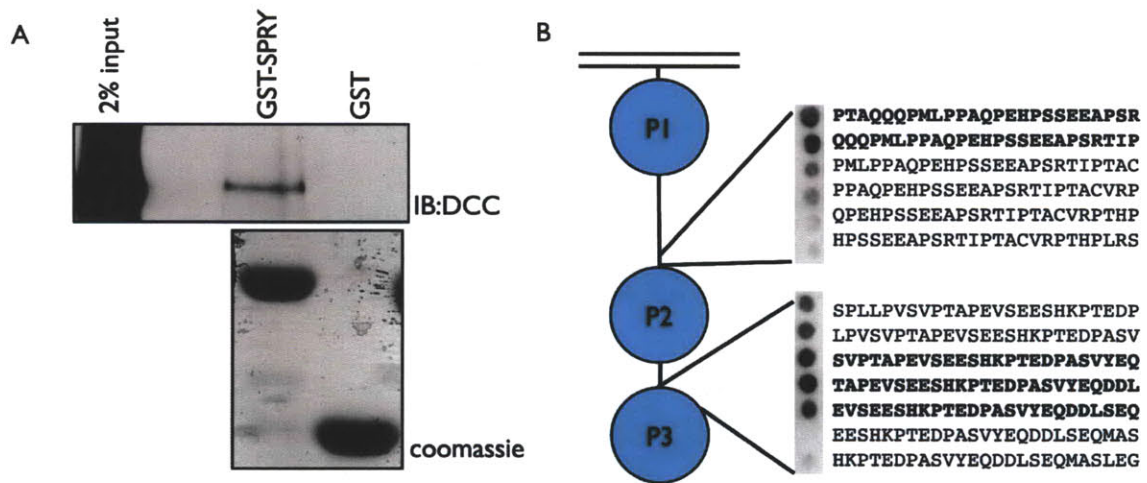 A
2% input
GST-SPRY
GST
IB:DCC
coomassie
B
P1
P2
P3
PTAQQQPMLPPAQPEHPSSEEAPSR
QQQPMLPPAQPEHPSSEEAPSRTIP
PMLPPAQPEHPSSEEAPSRTIPTAC
PPAQPEHPSSEEAPSRTIPTACVRP
QPEHPSSEEAPSRTIPTACVRPTHP
HPSSEEAPSRTIPTACVRPTHPLRS
SPLLPVSVPTAPEVSEESHKPTEDP
LPVSVPTAPEVSEESHKPTEDPASV
SVPTAPEVSEESHKPTEDPASVYEQ
TAPEVSEESHKPTEDPASVYEQDDL
EVSEESHKPTEDPASVYEQDDLSEQ
EESHKPTEDPASVYEQDDLSEQMAS
HKPTEDPASVYEQDDLSEQMASLEG